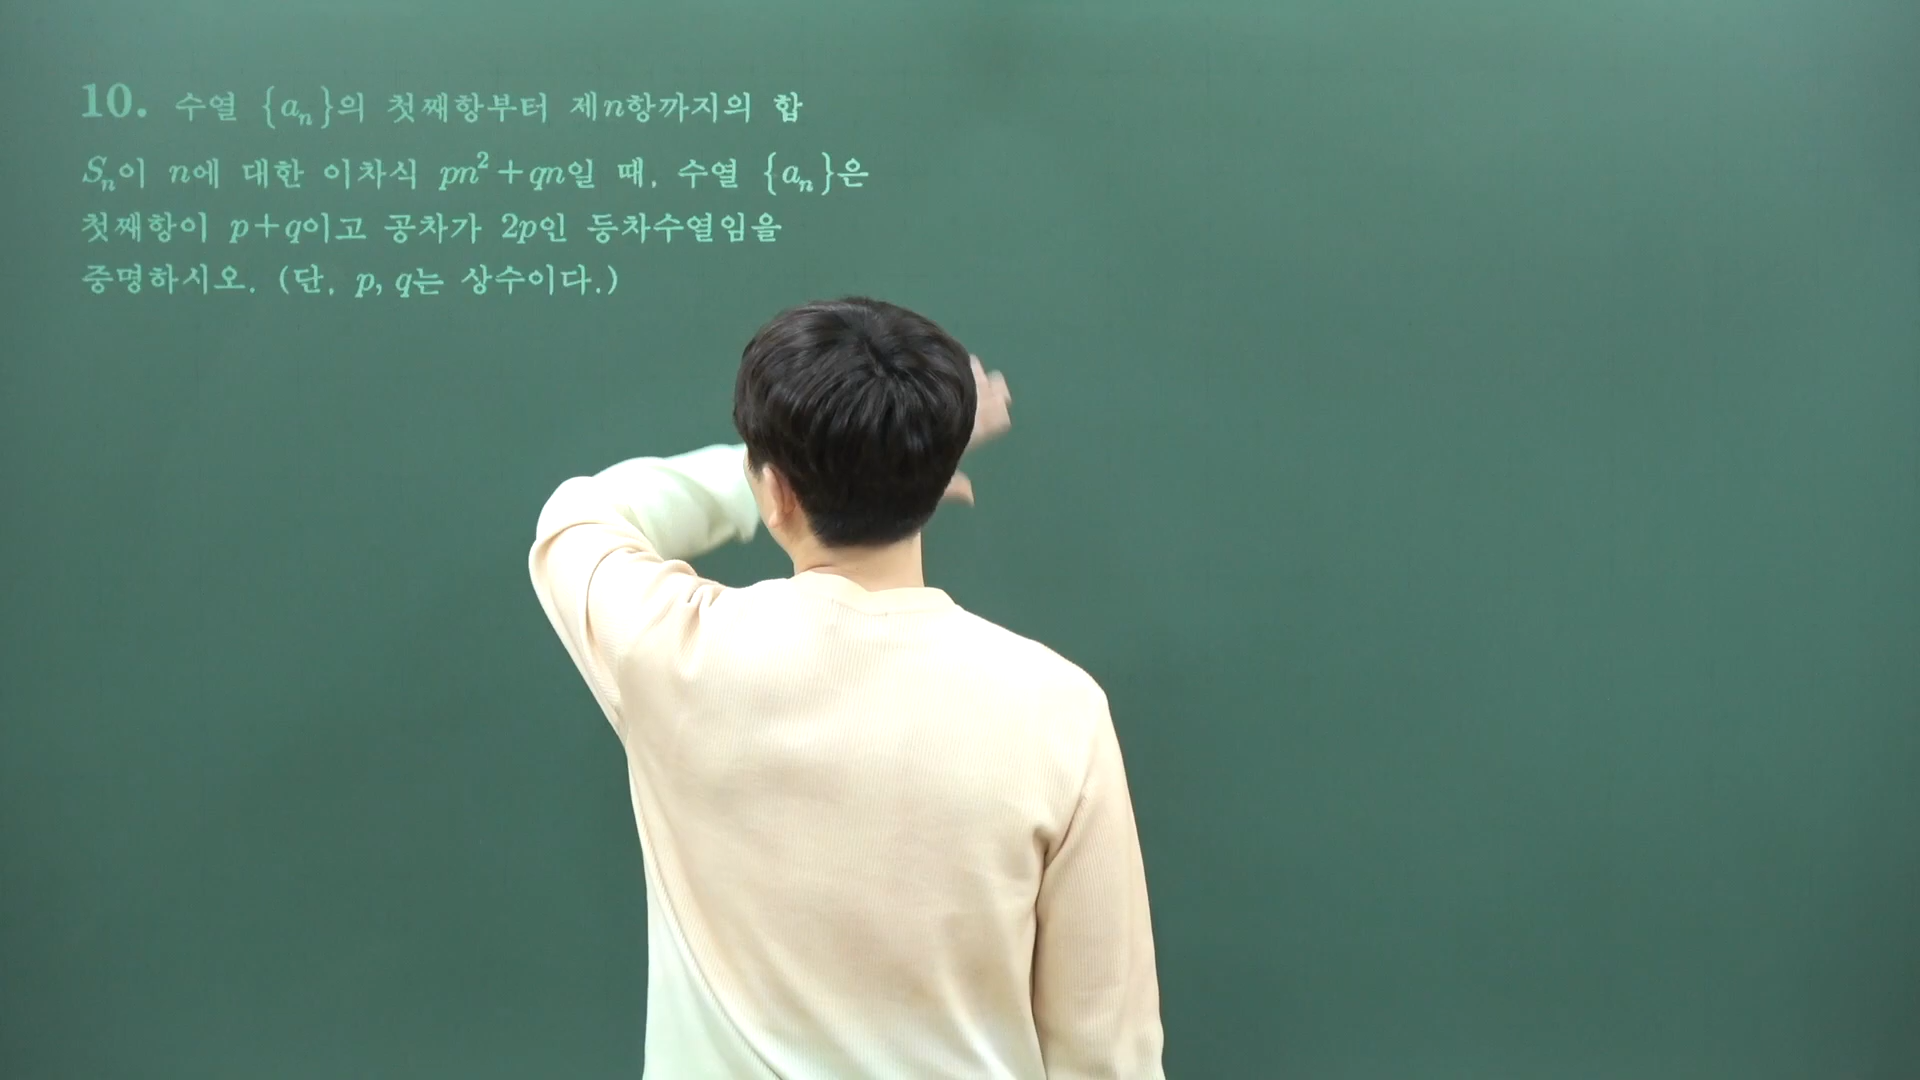 10. 수열 {aₙ}의 첫째항부터 제n항까지의 합
Sₙ이 n에 대한 이차식 pn²+qn일 때, 수열 {aₙ}은
첫째항이 p+q이고 공차가 2p인 등차수열임을
증명하시오. (단, p, q는 상수이다.)